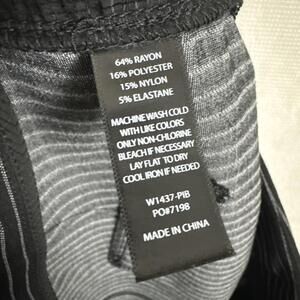 64% RAYON
16% POLYESTER
15% NYLON
5% ELASTANE
MACHINE WASH COLD
WITH LIKE COLORS
ONLY NON-CHLORINE
BLEACH IF NECESSARY
LAY FLAT TO DRY
COOL IRON IF NEEDED
W1437-PIB
PO#7198
MADE IN CHINA